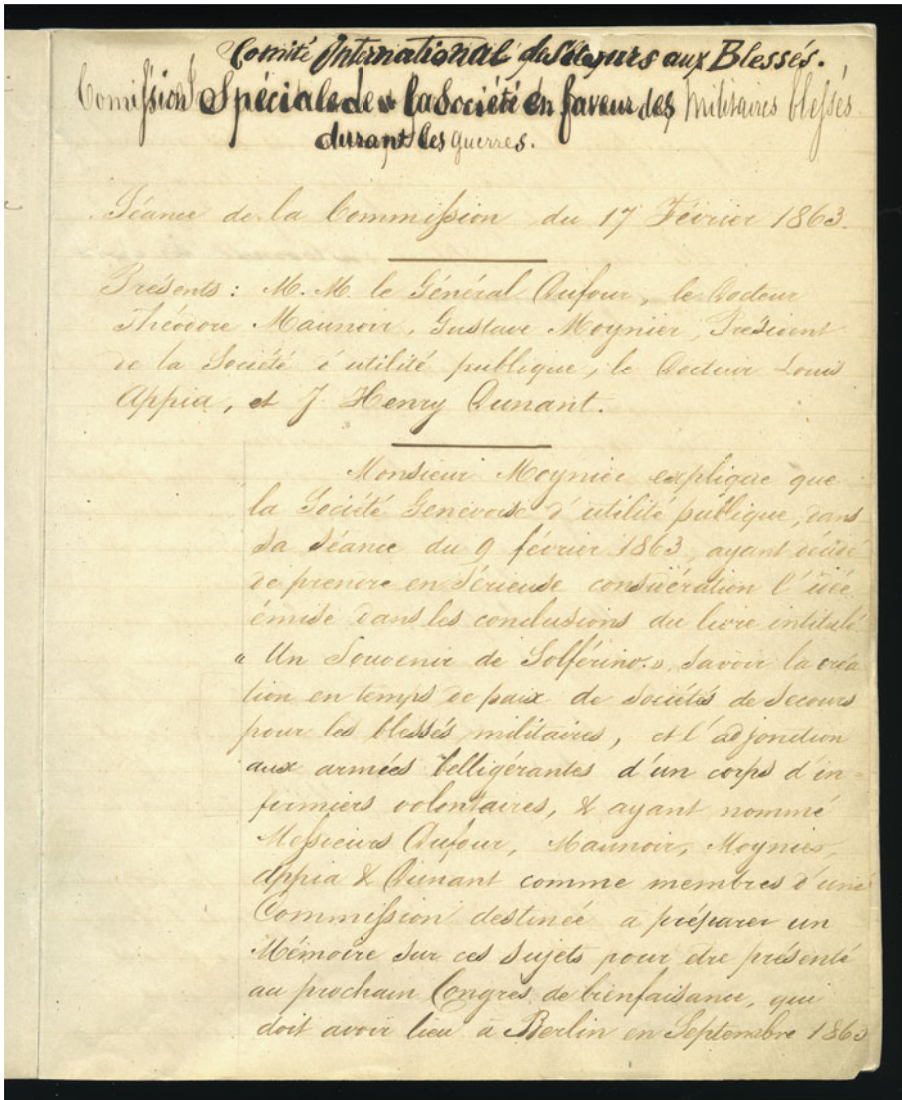 Comité International de Secours aux Blessés.
Commission Spéciale de la Société en faveur des militaires blessés
durant les guerres.
Séance de la Commission du 17 Février 1863.
Présents : M. M. le Général Dufour, le Docteur
Théodore Maunoir, Gustave Moynier, Président
de la Société d'utilité publique, le Docteur Louis
Appia, et J. Henry Dunant.
Monsieur Moynier explique que
la Société Genevoise d'utilité publique, dans
sa séance du 9 février 1863, ayant décidé
de prendre en sérieuse considération l'idée
émise dans les conclusions du livre intitulé
« Un Souvenir de Solférino », savoir la créa
tion en temps de paix de Sociétés de Secours
pour les blessés militaires, et l'adjonction
aux armées belligérantes d'un corps d'in-
firmiers volontaires, & ayant nommé
Messieurs Dufour, Maunoir, Moynier,
Appia & Dunant comme membres d'une
Commission destinée a préparer un
Mémoire sur ces sujets pour etre présenté
au prochain Congrès de bienfaisance, qui
doit avoir lieu à Berlin en Septembre 1863